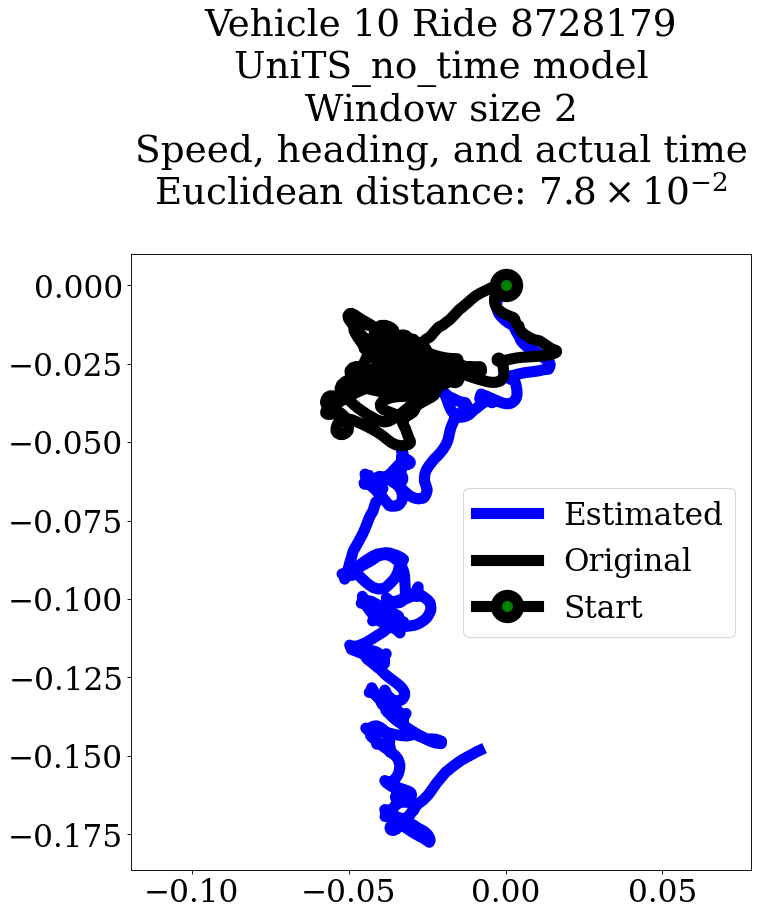 Vehicle 10 Ride 8728179
UniTS_no_time model
Window size 2
Speed, heading, and actual time
Euclidean distance: 7.8 × 10⁻²
0.000
−0.025
−0.050
−0.075
−0.100
−0.125
−0.150
−0.175
Estimated
Original
Start
−0.10 −0.05 0.00 0.05